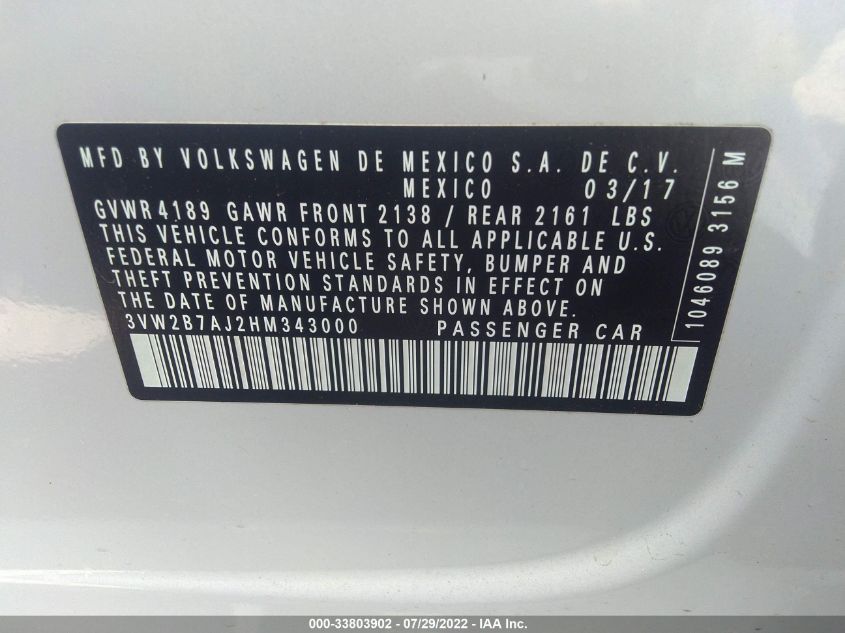 MFD BY VOLKSWAGEN DE MEXICO S.A. DE C.V.
MEXICO 03/17
GVWR 4189 GAWR FRONT 2138 / REAR 2161 LBS
THIS VEHICLE CONFORMS TO ALL APPLICABLE U.S.
FEDERAL MOTOR VEHICLE SAFETY, BUMPER AND
THEFT PREVENTION STANDARDS IN EFFECT ON
THE DATE OF MANUFACTURE SHOWN ABOVE.
3VW2B7AJ2HM343000 PASSENGER CAR
1046089 3156 M
000-33803902 - 07/29/2022 - IAA Inc.